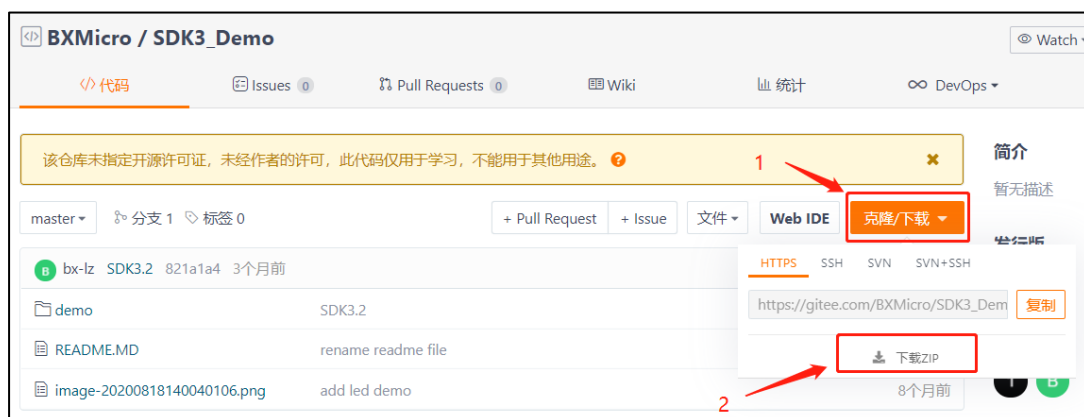 BXMicro / SDK3_Demo
Watch
代码
Issues 0
Pull Requests 0
Wiki
统计
DevOps
该仓库未指定开源许可证，未经作者的许可，此代码仅用于学习，不能用于其他用途。
1
简介
暂无描述
master
分支 1
标签 0
+ Pull Request
+ Issue
文件
Web IDE
克隆/下载
发行版
B bx-lz SDK3.2 821a1a4 3个月前
HTTPS SSH SVN SVN+SSH
demo SDK3.2
https://gitee.com/BXMicro/SDK3_Dem 复制
README.MD rename readme file
下载ZIP
image-20200818140040106.png add led demo 8个月前
B
2